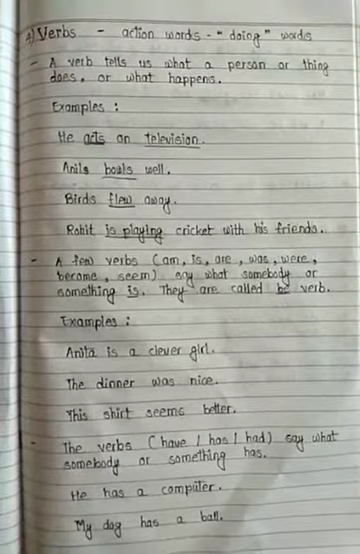 4) Verbs - action words - "doing" words
- A verb tells us what a person or thing
does, or what happens.
Examples :
He acts on television.
Anila bowls well.
Birds flew away.
Rohit is playing cricket with his friends.
- A few verbs (am, is, are, was, were,
become, seem) say what somebody or
something is. They are called be verb.
Examples :
Anita is a clever girl.
The dinner was nice.
This shirt seems better.
- The verbs (have / has / had) say what
somebody or something has.
He has a computer.
My dog has a ball.